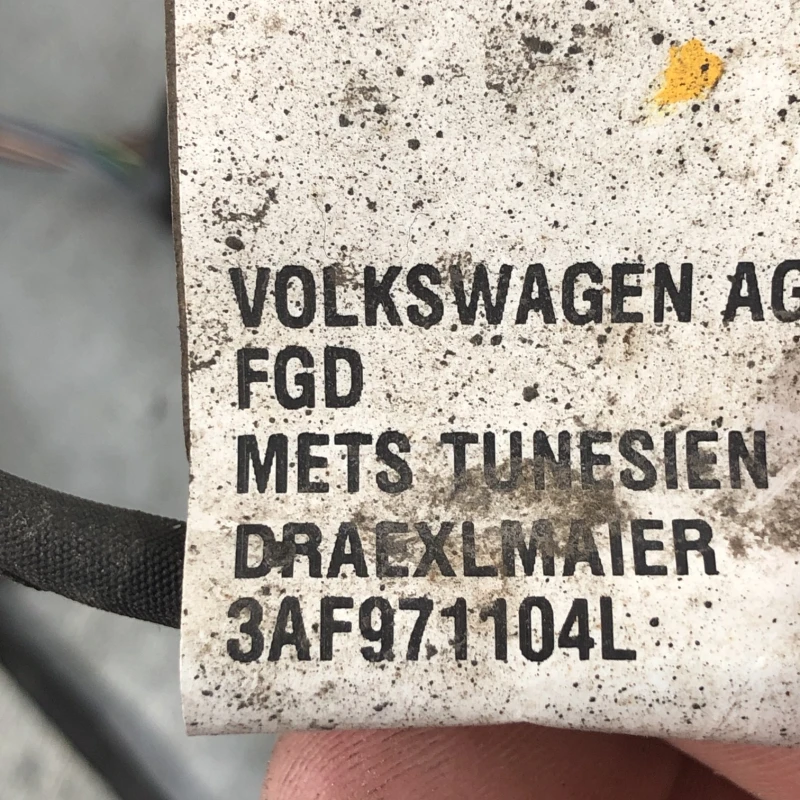 VOLKSWAGEN AG
FGD
METS TUNESIEN
DRAEXLMAIER
3AF971104L